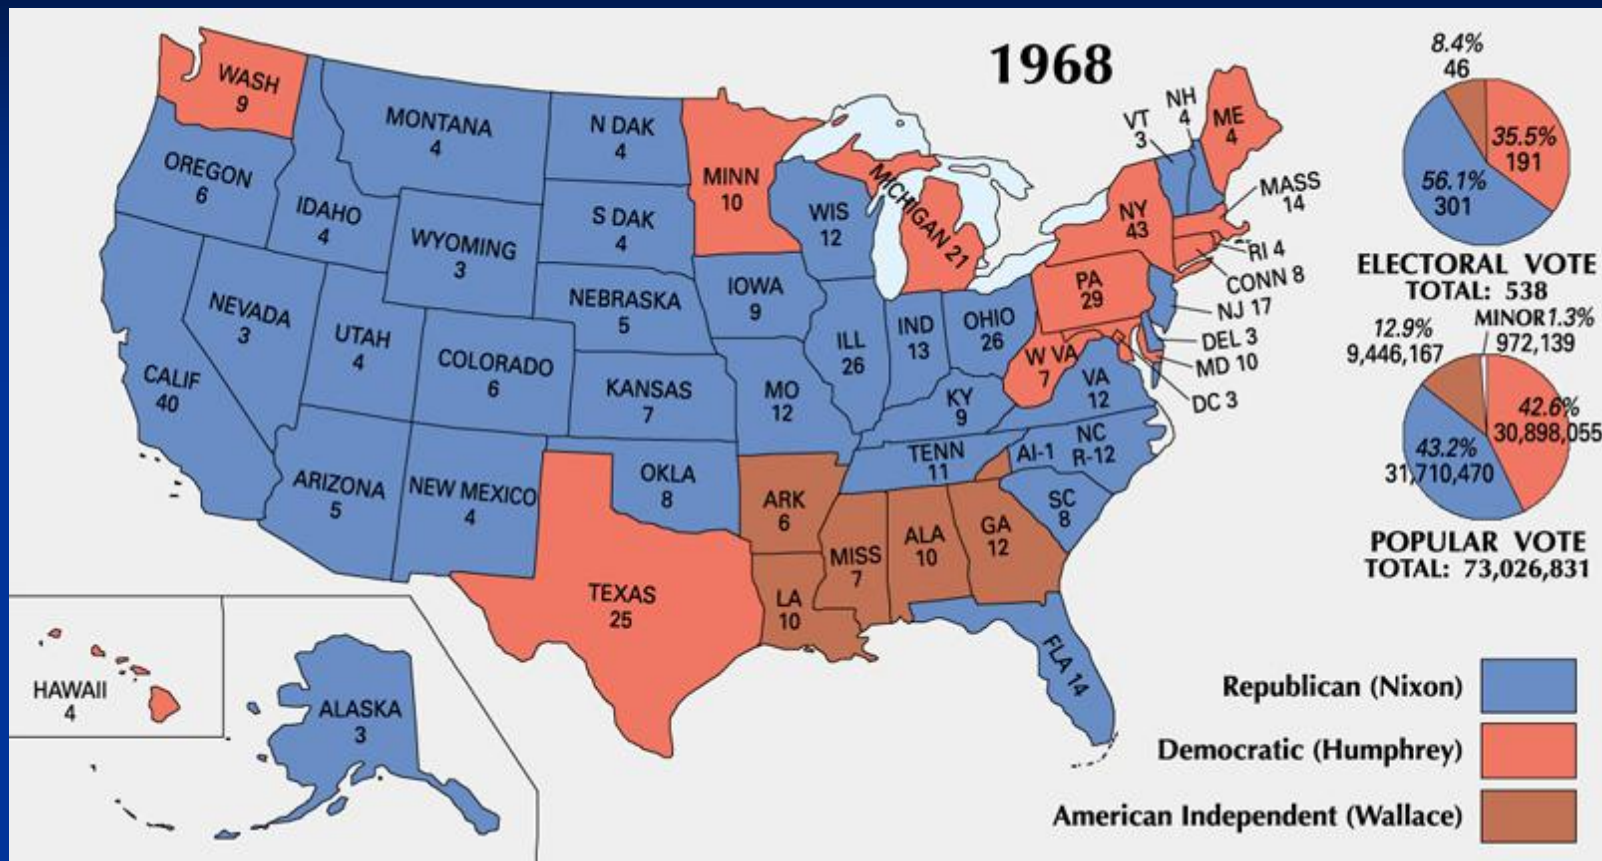 1968
WASH
9
OREGON
6
CALIF
40
NEVADA
3
IDAHO
4
MONTANA
4
WYOMING
3
UTAH
4
COLORADO
6
ARIZONA
5
NEW MEXICO
4
N DAK
4
S DAK
4
NEBRASKA
5
KANSAS
7
OKLA
8
TEXAS
25
MINN
10
IOWA
9
MO
12
ARK
6
LA
10
WIS
12
ILL
26
MICHIGAN 21
IND
13
OHIO
26
KY
9
TENN
11
MISS
7
ALA
10
GA
12
FLA 14
SC
8
AI-1
NC
R-12
VA
12
W VA
7
PA
29
NY
43
VT
3
NH
4
ME
4
MASS
14
RI 4
CONN 8
NJ 17
DEL 3
MD 10
DC 3
HAWAII
4
ALASKA
3
8.4%
46
35.5%
191
56.1%
301
ELECTORAL VOTE
TOTAL: 538
MINOR 1.3%
972,139
12.9%
9,446,167
42.6%
30,898,055
43.2%
31,710,470
POPULAR VOTE
TOTAL: 73,026,831
Republican (Nixon)
Democratic (Humphrey)
American Independent (Wallace)